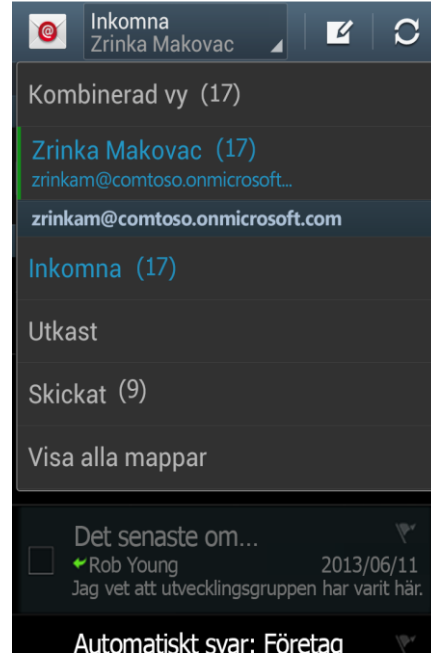 Inkomna
Zrinka Makovac
Kombinerad vy (17)
Zrinka Makovac (17)
zrinkam@comtoso.onmicrosoft...
zrinkam@comtoso.onmicrosoft.com
Inkomna (17)
Utkast
Skickat (9)
Visa alla mappar
Det senaste om...
Rob Young 2013/06/11
Jag vet att utvecklingsgruppen har varit här.
Automatiskt svar: Företag